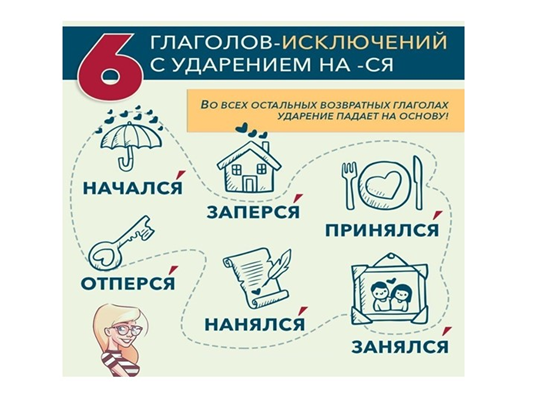 6
ГЛАГОЛОВ-ИСКЛЮЧЕНИЙ
С УДАРЕНИЕМ НА -СЯ
ВО ВСЕХ ОСТАЛЬНЫХ ВОЗВРАТНЫХ ГЛАГОЛАХ
УДАРЕНИЕ ПАДАЕТ НА ОСНОВУ!
НАЧАЛСЯ́
ЗАПЕРСЯ́
ПРИНЯЛСЯ́
ОТПЕРСЯ́
НАНЯЛСЯ́
ЗАНЯЛСЯ́